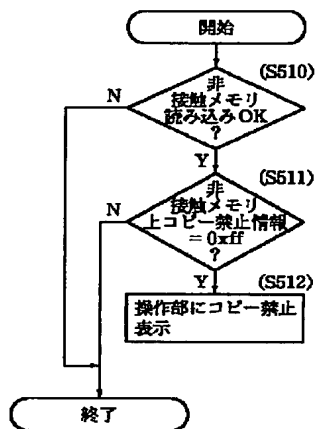 開始
(S510)
非
接触メモリ
読み込みOK
?
N
Y
(S511)
非
接触メモリ
上コピー禁止情報
= 0xff
?
N
Y
(S512)
操作部にコピー禁止
表示
終了